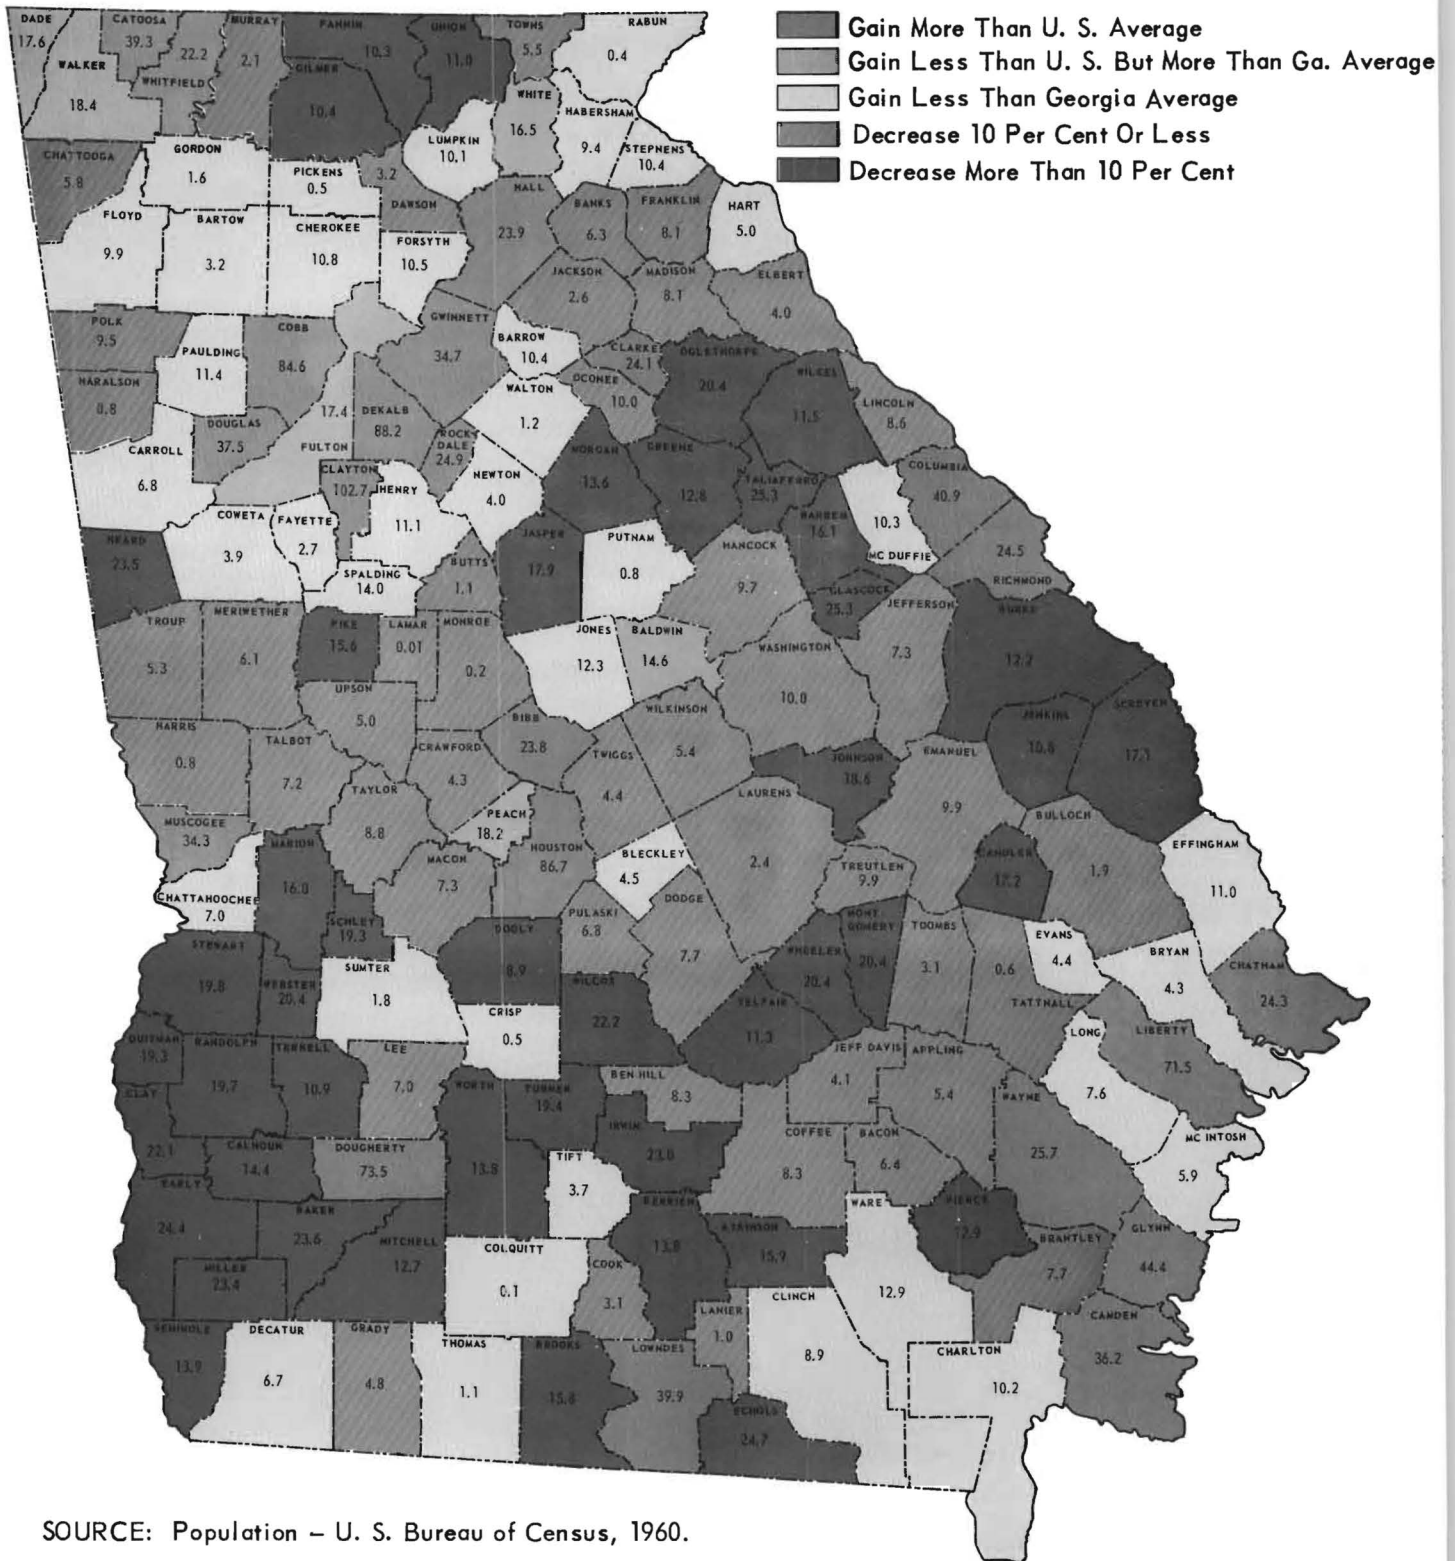 Gain More Than U. S. Average
Gain Less Than U. S. But More Than Ga. Average
Gain Less Than Georgia Average
Decrease 10 Per Cent Or Less
Decrease More Than 10 Per Cent
DADE
17.6
CATOOSA
39.3
WALKER
18.4
22.2
WHITFIELD
MURRAY
2.1
FANNIN
10.3
GILMER
10.4
UNION
11.0
TOWNS
5.5
RABUN
0.4
WHITE
16.5
HABERSHAM
9.4
STEPHENS
10.4
LUMPKIN
10.1
CHATTOOGA
5.8
GORDON
1.6
PICKENS
0.5
3.2
DAWSON
HALL
23.9
BANKS
6.3
FRANKLIN
8.1
HART
5.0
FLOYD
9.9
BARTOW
3.2
CHEROKEE
10.8
FORSYTH
10.5
JACKSON
2.6
MADISON
8.1
ELBERT
4.0
POLK
9.5
PAULDING
11.4
COBB
84.6
GWINNETT
34.7
BARROW
10.4
CLARKE
24.1
OGLETHORPE
20.4
WILKES
11.5
LINCOLN
8.6
HARALSON
8.8
DOUGLAS
37.5
17.4
FULTON
DEKALB
88.2
WALTON
1.2
OCONEE
10.0
CARROLL
6.8
CLAYTON
102.7
ROCK
DALE
24.9
HENRY
11.1
NEWTON
4.0
MORGAN
13.6
GREENE
12.8
TALIAFERRO
25.3
WARREN
16.1
10.3
MC DUFFIE
COLUMBIA
40.9
24.5
RICHMOND
HEARD
23.5
COWETA
3.9
FAYETTE
2.7
SPALDING
14.0
BUTTS
1.1
JASPER
17.9
PUTNAM
0.8
HANCOCK
9.7
GLASCOCK
25.3
JEFFERSON
7.3
BURKE
12.2
TROUP
5.3
MERIWETHER
6.1
PIKE
15.6
LAMAR
0.01
MONROE
0.2
JONES
12.3
BALDWIN
14.6
WASHINGTON
10.0
JENKINS
10.8
SCREVEN
17.1
HARRIS
0.8
TALBOT
7.2
UPSON
5.0
CRAWFORD
4.3
BIBB
23.8
TWIGGS
4.4
WILKINSON
5.4
JOHNSON
18.6
EMANUEL
9.9
MUSCOGEE
34.3
TAYLOR
8.8
PEACH
18.2
HOUSTON
86.7
BLECKLEY
4.5
LAURENS
2.4
TREUTLEN
9.9
CANDLER
17.2
BULLOCH
1.9
EFFINGHAM
11.0
CHATTAHOOCHEE
7.0
MARION
16.0
SCHLEY
19.3
MACON
7.3
DOOLY
8.9
PULASKI
6.8
DODGE
7.7
WHEELER
20.4
MONT
GOMERY
20.4
TOOMBS
3.1
0.6
TATTNALL
EVANS
4.4
BRYAN
4.3
CHATHAM
24.3
STEWART
19.8
WEBSTER
20.4
SUMTER
1.8
CRISP
0.5
WILCOX
22.2
TELFAIR
11.3
LONG
7.6
LIBERTY
71.5
QUITMAN
19.3
RANDOLPH
19.7
TERRELL
10.9
LEE
7.0
WORTH
13.8
TURNER
19.4
BEN HILL
8.3
JEFF DAVIS
4.1
APPLING
5.4
WAYNE
25.7
MC INTOSH
5.9
CLAY
22.1
CALHOUN
14.4
DOUGHERTY
73.5
TIFT
3.7
IRWIN
23.0
COFFEE
8.3
BACON
6.4
PIERCE
12.9
EARLY
24.4
BAKER
23.6
MITCHELL
12.7
COLQUITT
0.1
COOK
3.1
BERRIEN
13.8
ATKINSON
15.9
WARE
12.9
BRANTLEY
7.7
GLYNN
44.4
MILLER
23.4
SEMINOLE
13.9
DECATUR
6.7
GRADY
4.8
THOMAS
1.1
BROOKS
15.8
LOWNDES
39.9
LANIER
1.0
ECHOLS
24.7
CLINCH
8.9
CHARLTON
10.2
CAMDEN
36.2
SOURCE: Population – U. S. Bureau of Census, 1960.